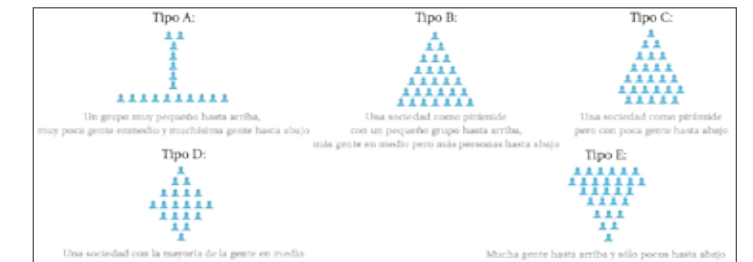 Tipo A:
Tipo B:
Tipo C:
Un grupo muy pequeño hasta arriba,
muy poca gente enmedio y muchísima gente hasta abajo
Una sociedad como pirámide
con un pequeño grupo hasta arriba,
más gente en medio pero más personas hasta abajo
Una sociedad como pirámide
pero con poca gente hasta abajo
Tipo D:
Tipo E:
Una sociedad con la mayoría de la gente en medio
Mucha gente hasta arriba y sólo pocos hasta abajo